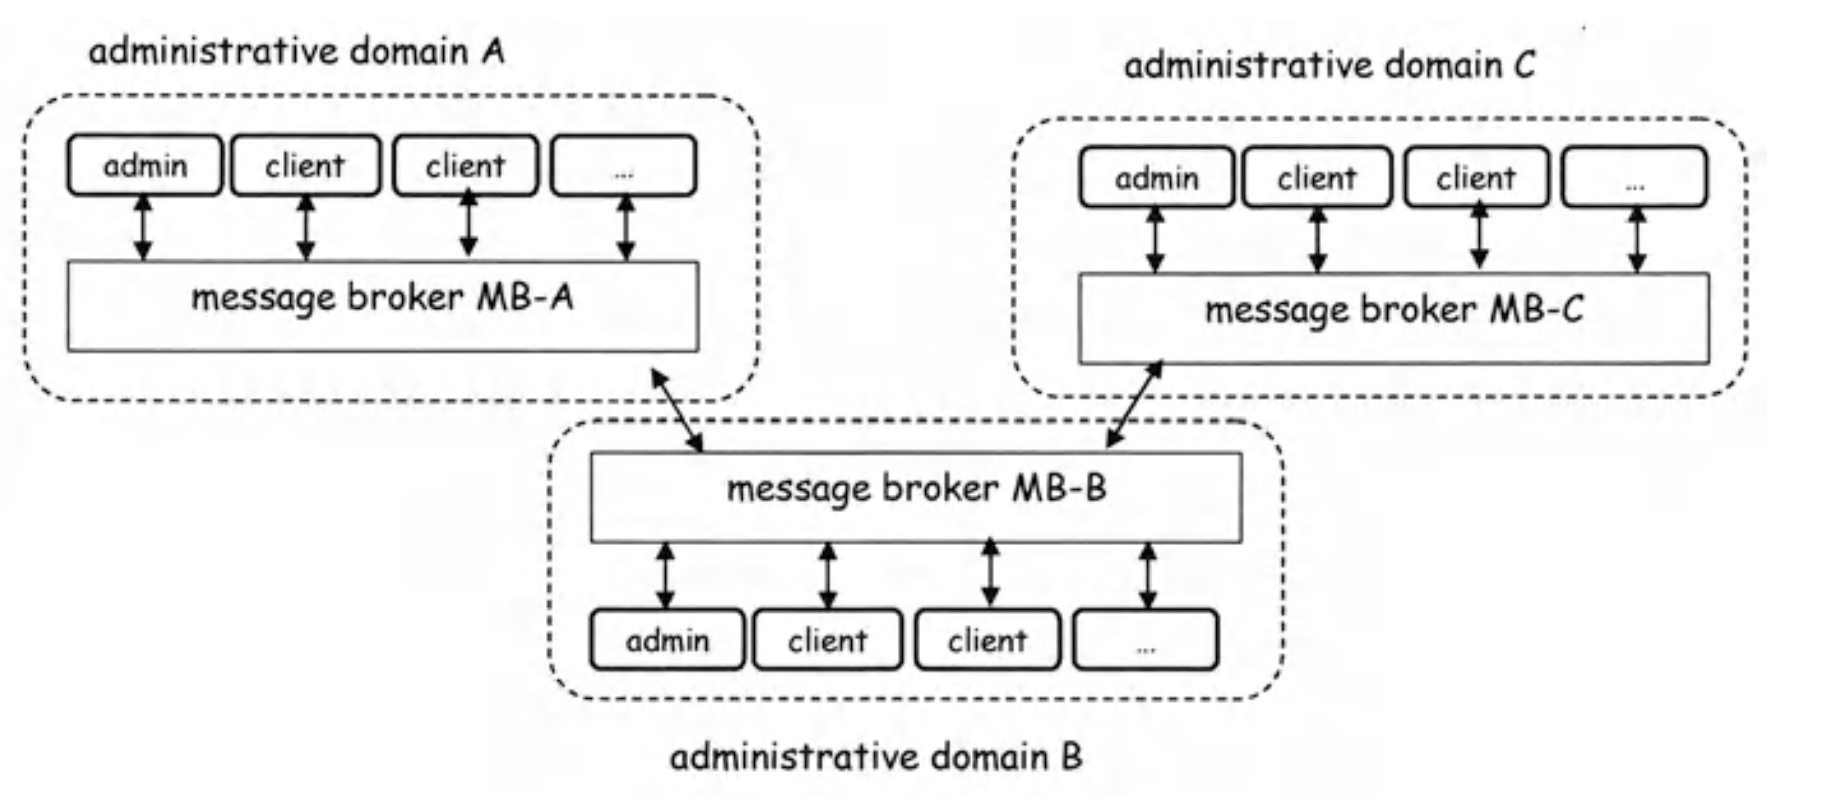 administrative domain A
admin client client ...
message broker MB-A
administrative domain C
admin client client ...
message broker MB-C
message broker MB-B
admin client client ...
administrative domain B